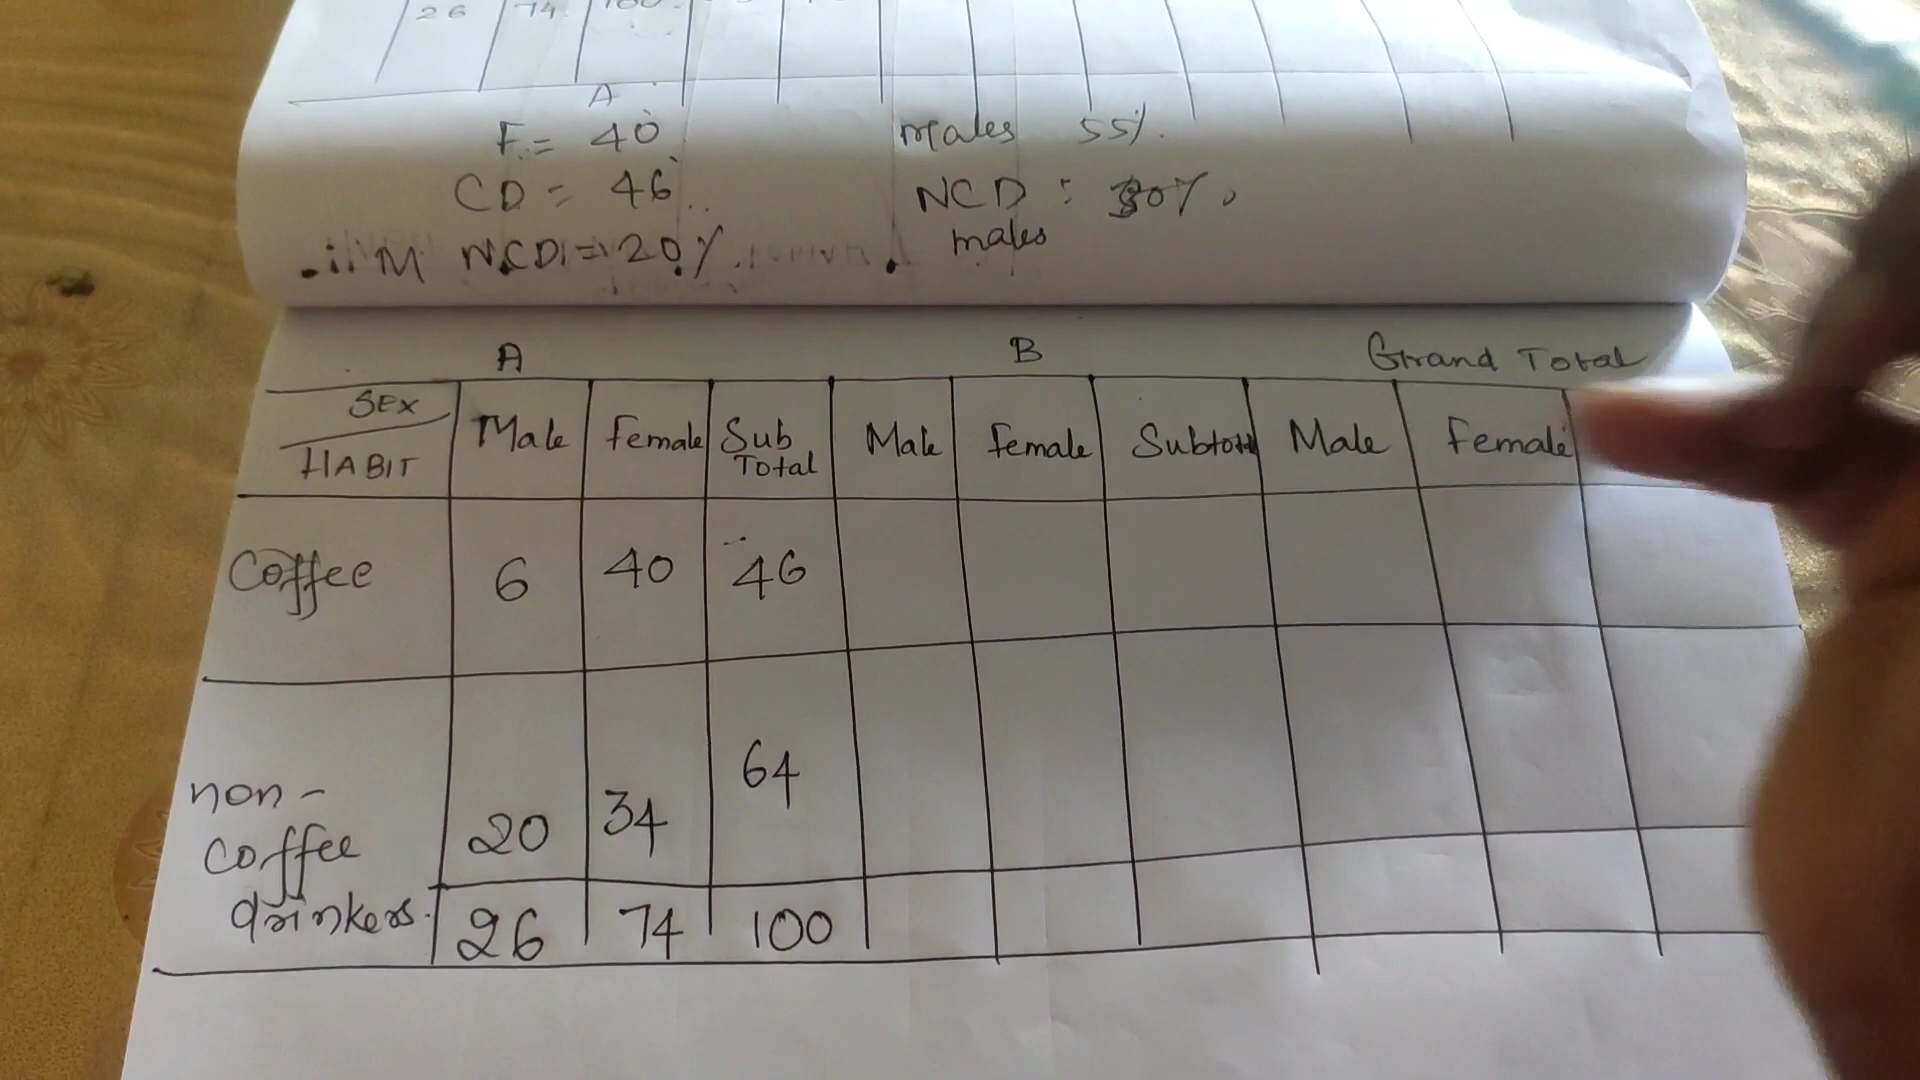 26 74 100
A
F = 40 Males 55%.
CD = 46 NCD : 30%.
males
M NCD = 20%.
A B Grand Total
SEX
HABIT
Male Female Sub Total Male Female Subtotal Male Female
Coffee 6 40 46
non-coffee drinkers. 20 34 64
26 74 100